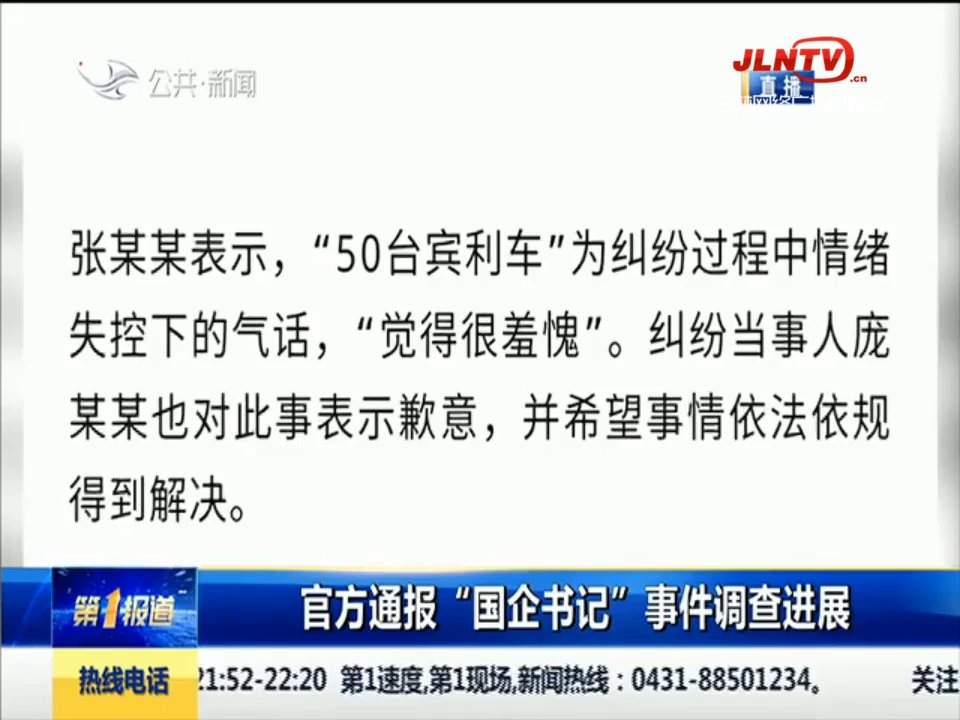 公共·新闻
JLNTV.cn
直播
张某某表示，“50台宾利车”为纠纷过程中情绪
失控下的气话，“觉得很羞愧”。纠纷当事人庞
某某也对此事表示歉意，并希望事情依法依规
得到解决。
第1报道
官方通报“国企书记”事件调查进展
热线电话
21:52-22:20 第1速度,第1现场,新闻热线：0431-88501234。 关注